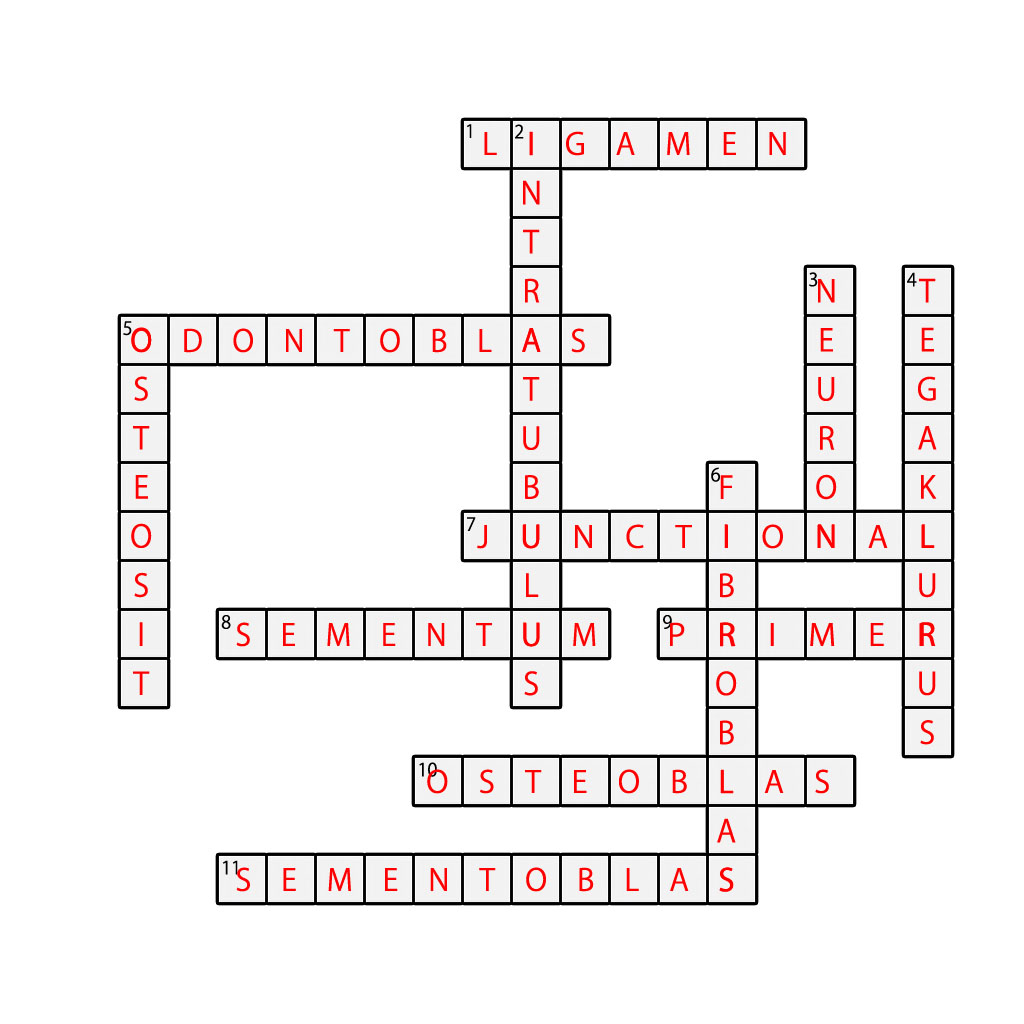 1 L 2 I G A M E N
N
T
R 3 N 4 T
5 O D O N T O B L A S E E
S T U G
T U R A
E B 6 F O K
O 7 J U N C T I O N A L
S L B U
I 8 S E M E N T U M 9 P R I M E R
T S O U
B S
10 O S T E O B L A S
A
11 S E M E N T O B L A S